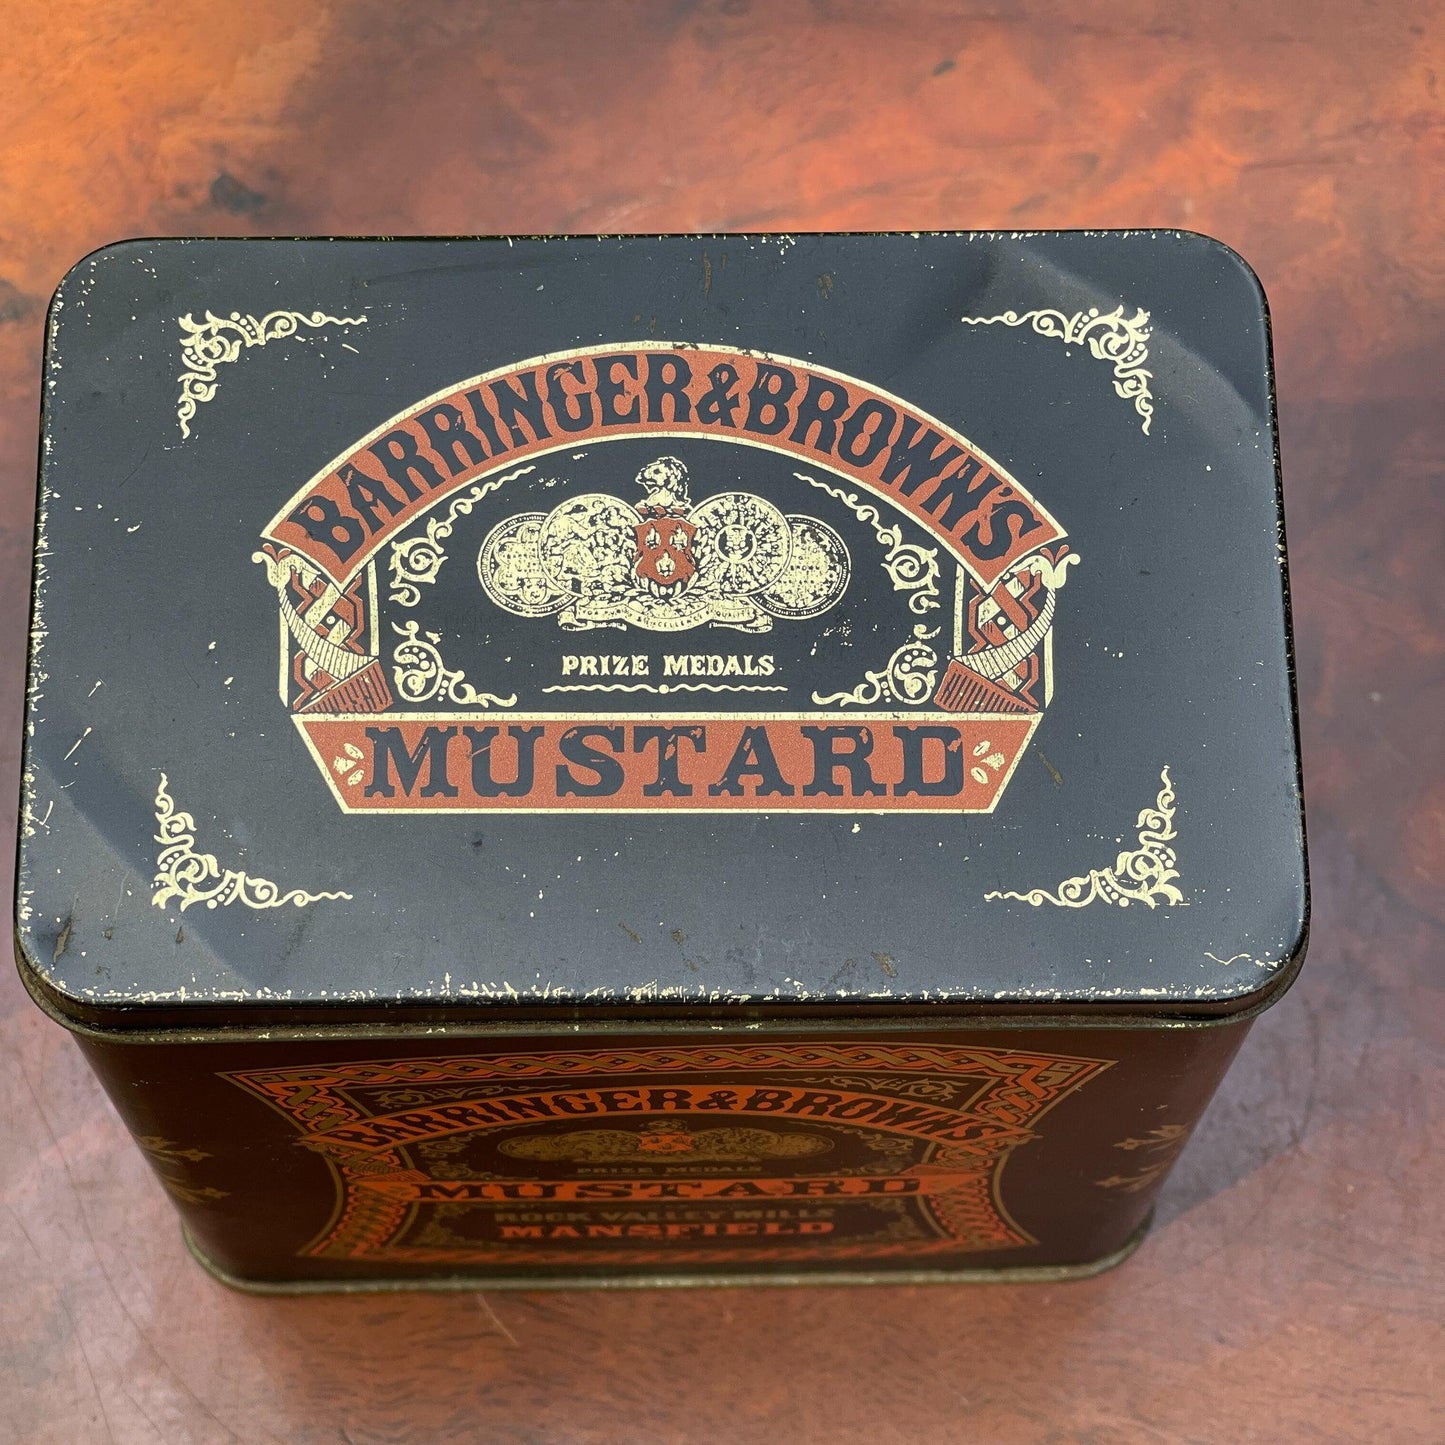 BARRINGER & BROWN'S
PRIZE MEDALS
MUSTARD
BARRINGER & BROWN'S
PRIZE MEDALS
MUSTARD
ROCK VALLEY MILLS
MANSFIELD